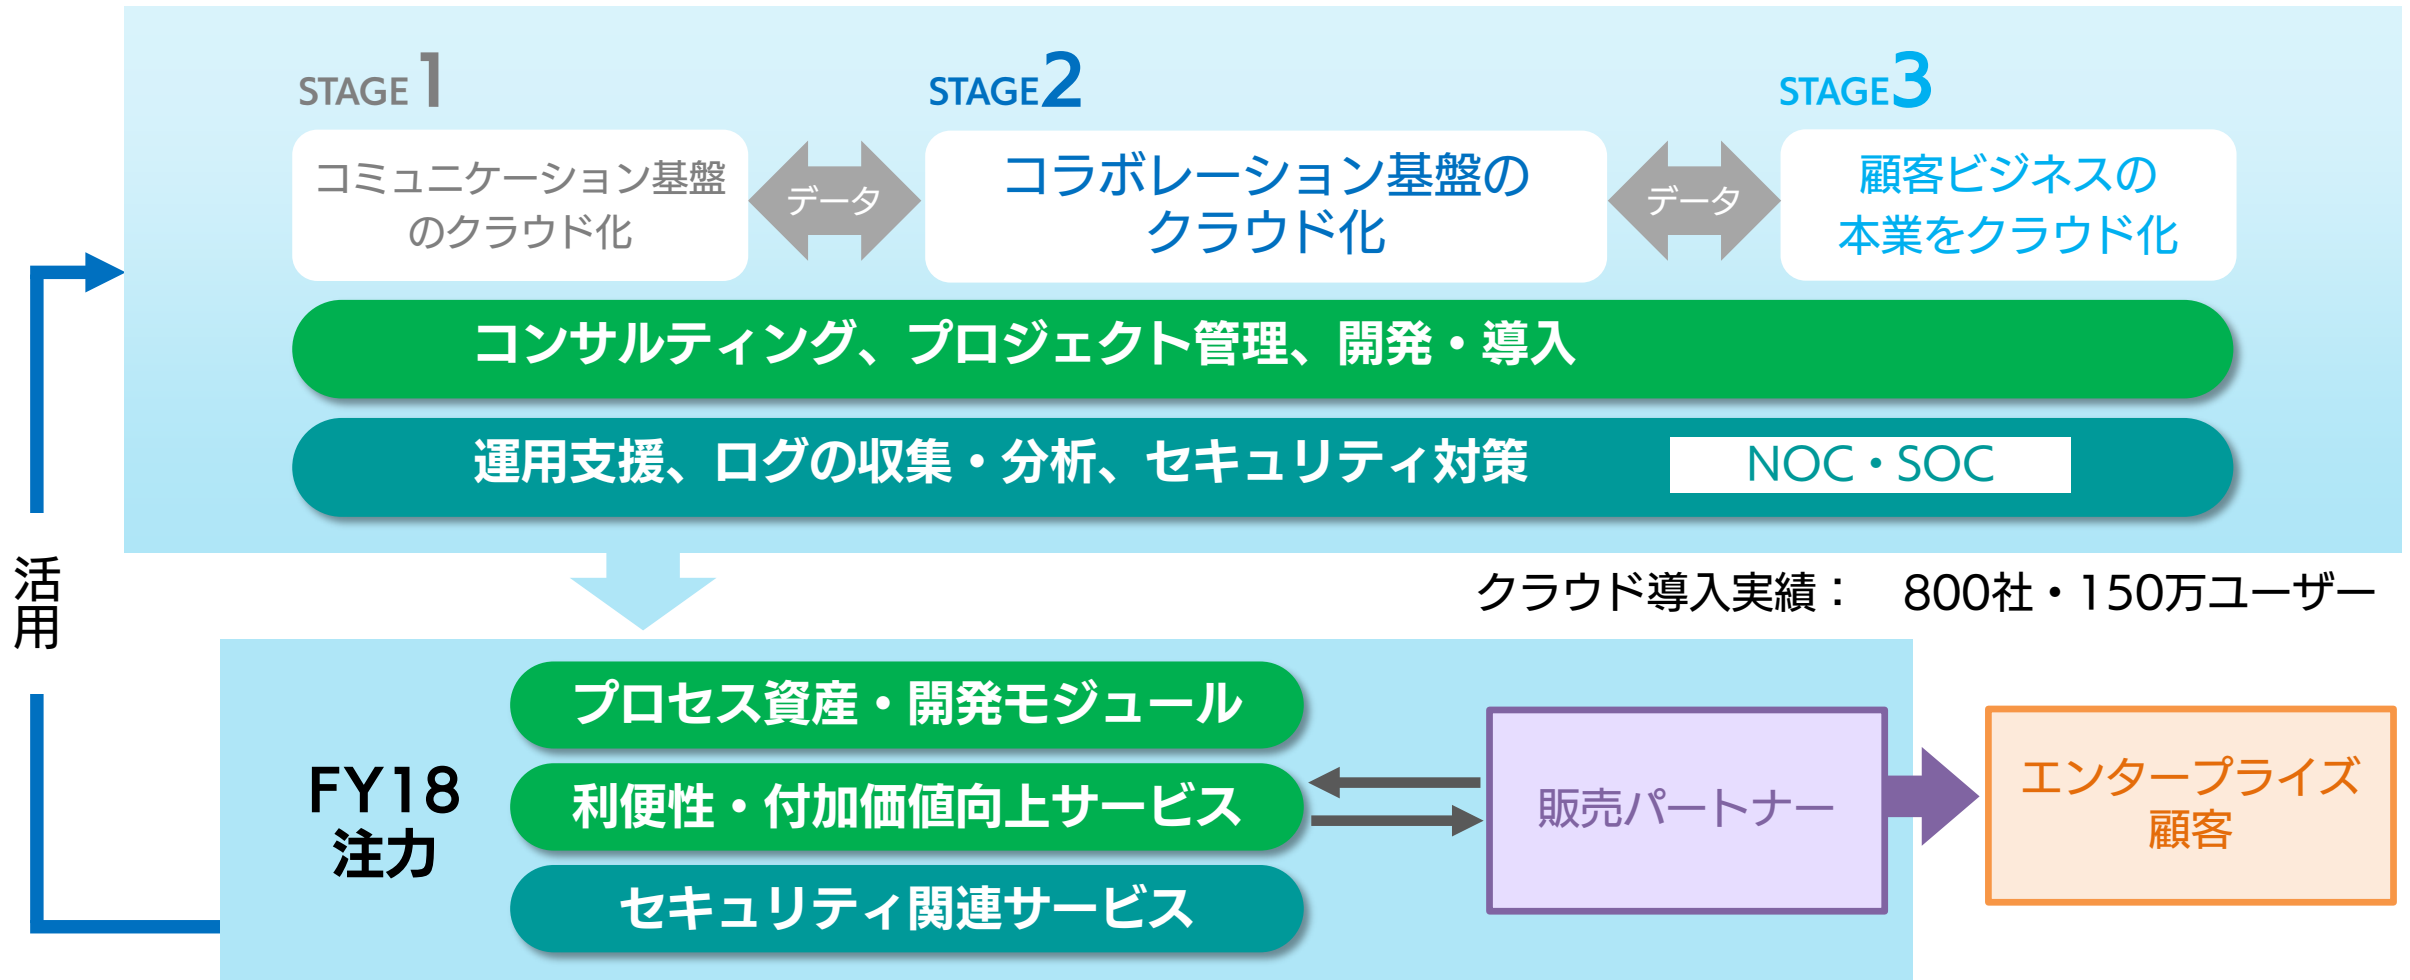 STAGE1
STAGE2
STAGE3
コミュニケーション基盤
のクラウド化
データ
コラボレーション基盤の
クラウド化
データ
顧客ビジネスの
本業をクラウド化
コンサルティング、プロジェクト管理、開発・導入
運用支援、ログの収集・分析、セキュリティ対策
NOC・SOC
活用
クラウド導入実績： 800社・150万ユーザー
FY18
注力
プロセス資産・開発モジュール
利便性・付加価値向上サービス
セキュリティ関連サービス
販売パートナー
エンタープライズ
顧客